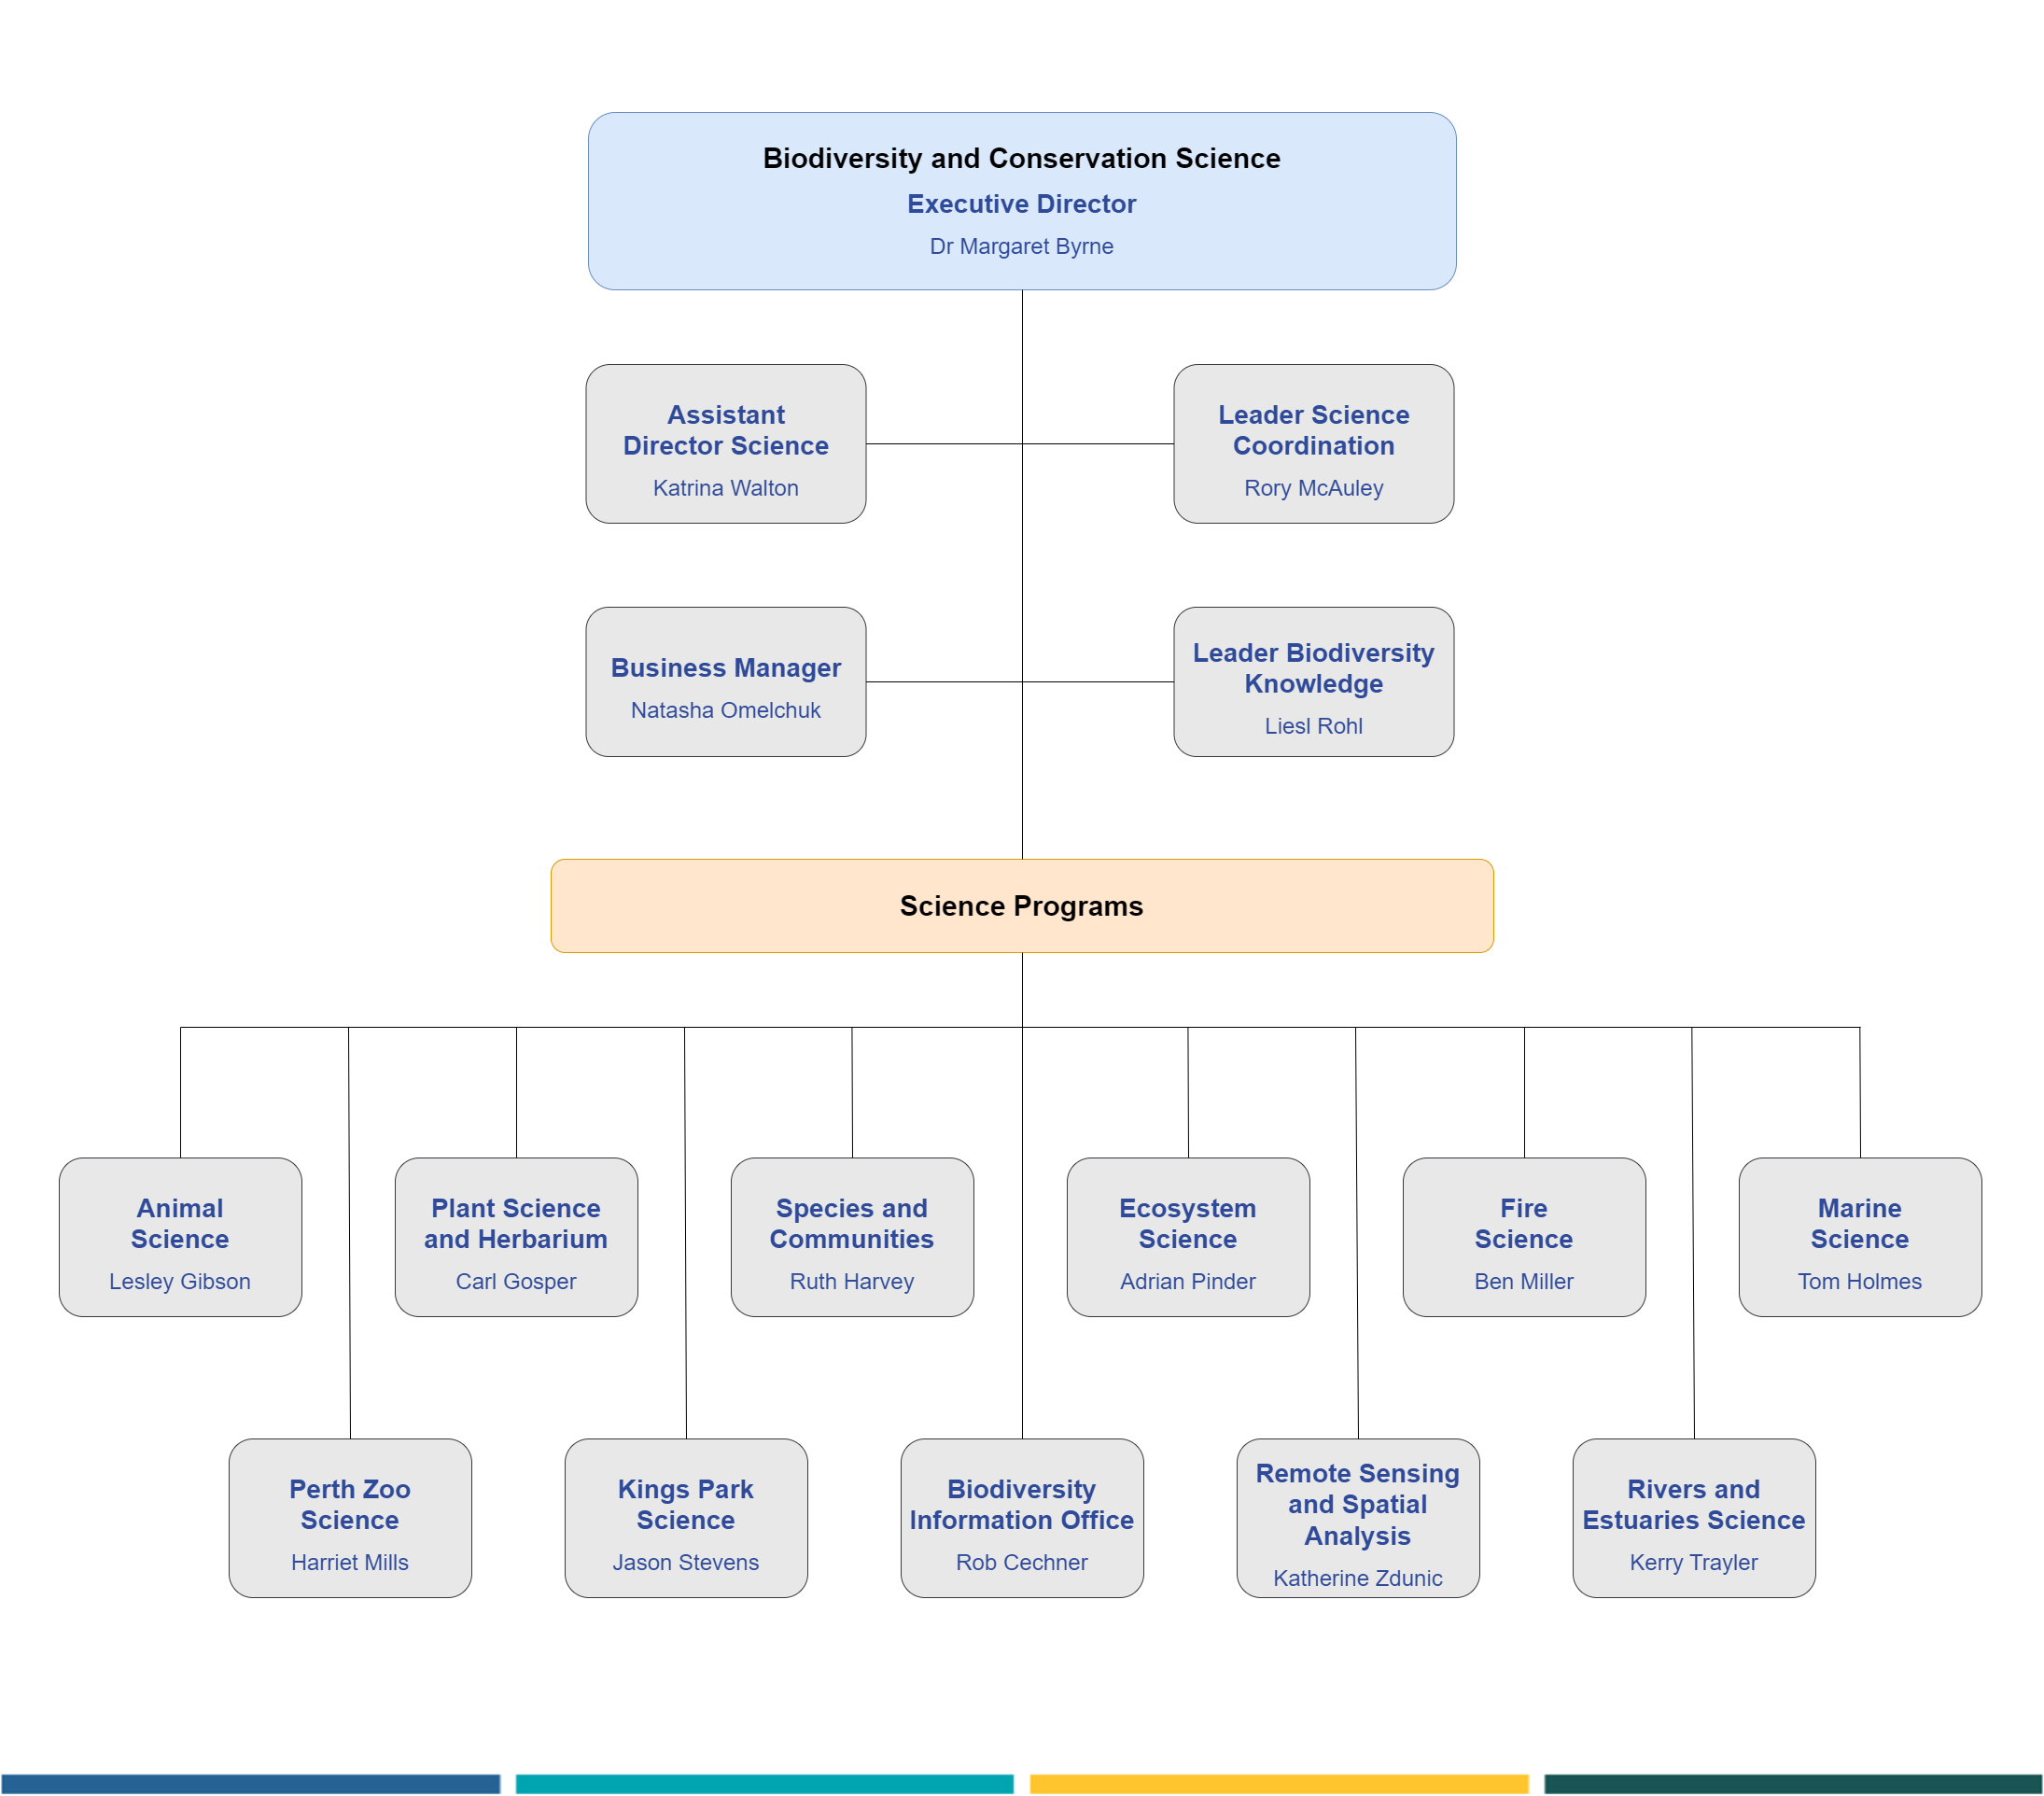 Biodiversity and Conservation Science
Executive Director
Dr Margaret Byrne
Assistant
Director Science
Katrina Walton
Leader Science
Coordination
Rory McAuley
Business Manager
Natasha Omelchuk
Leader Biodiversity
Knowledge
Liesl Rohl
Science Programs
Animal
Science
Lesley Gibson
Plant Science
and Herbarium
Carl Gosper
Species and
Communities
Ruth Harvey
Ecosystem
Science
Adrian Pinder
Fire
Science
Ben Miller
Marine
Science
Tom Holmes
Perth Zoo
Science
Harriet Mills
Kings Park
Science
Jason Stevens
Biodiversity
Information Office
Rob Cechner
Remote Sensing
and Spatial
Analysis
Katherine Zdunic
Rivers and
Estuaries Science
Kerry Trayler